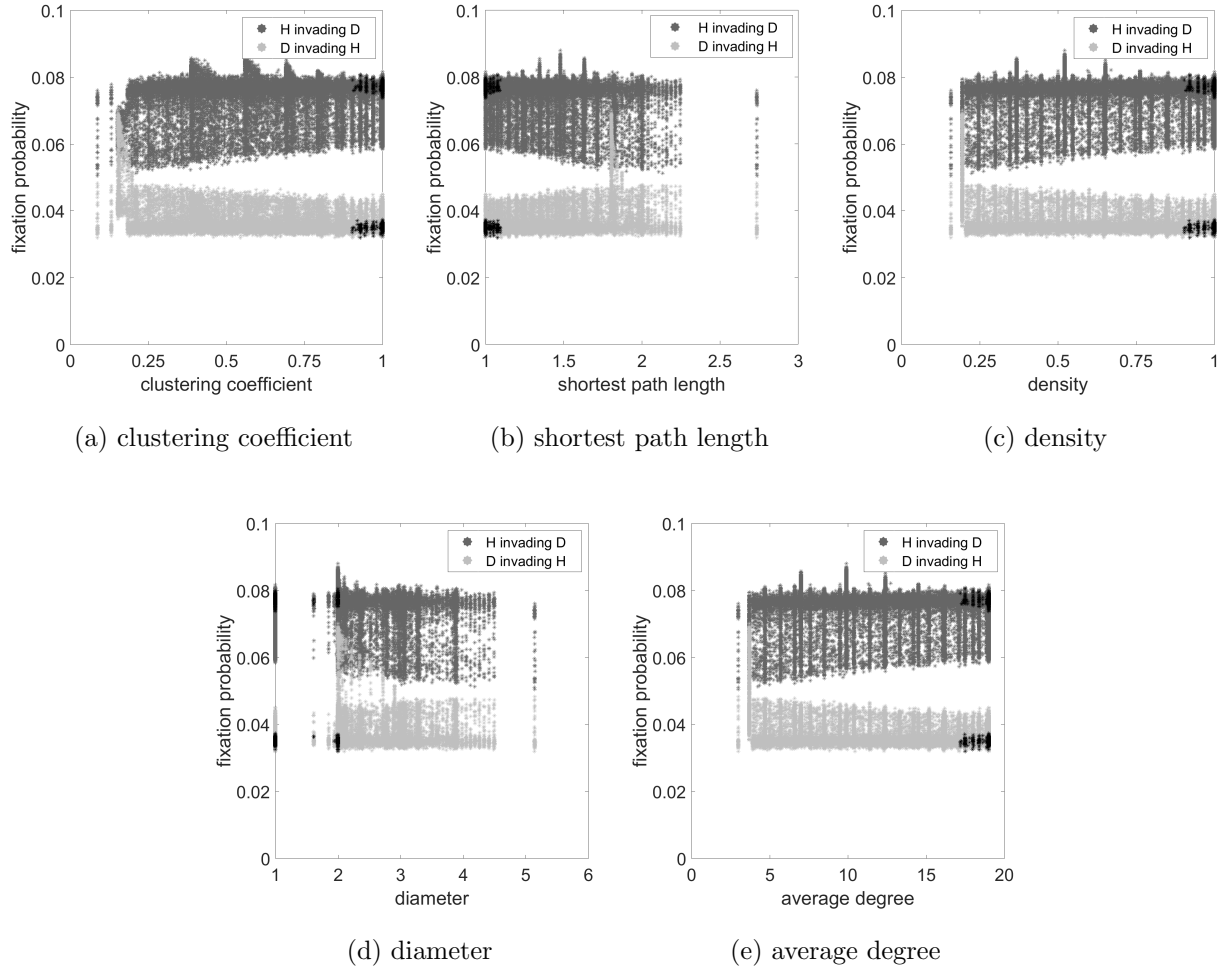 0.1
0.08
0.06
0.04
0.02
0
fixation probability
H invading D
D invading H
0 0.25 0.5 0.75 1
clustering coefficient
(a) clustering coefficient
0.1
0.08
0.06
0.04
0.02
0
fixation probability
H invading D
D invading H
1 1.5 2 2.5 3
shortest path length
(b) shortest path length
0.1
0.08
0.06
0.04
0.02
0
fixation probability
H invading D
D invading H
0 0.25 0.5 0.75 1
density
(c) density
0.1
0.08
0.06
0.04
0.02
0
fixation probability
H invading D
D invading H
1 2 3 4 5 6
diameter
(d) diameter
0.1
0.08
0.06
0.04
0.02
0
fixation probability
H invading D
D invading H
0 5 10 15 20
average degree
(e) average degree